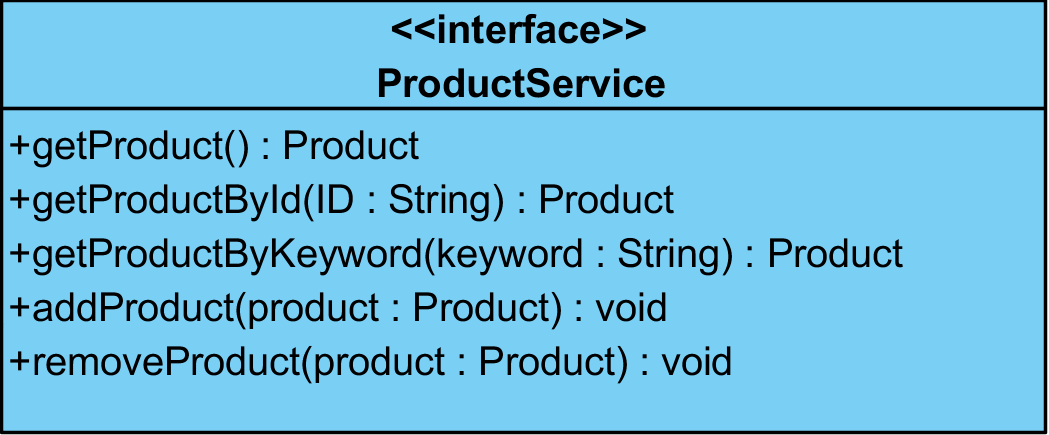 <<interface>>
ProductService
+getProduct() : Product
+getProductById(ID : String) : Product
+getProductByKeyword(keyword : String) : Product
+addProduct(product : Product) : void
+removeProduct(product : Product) : void